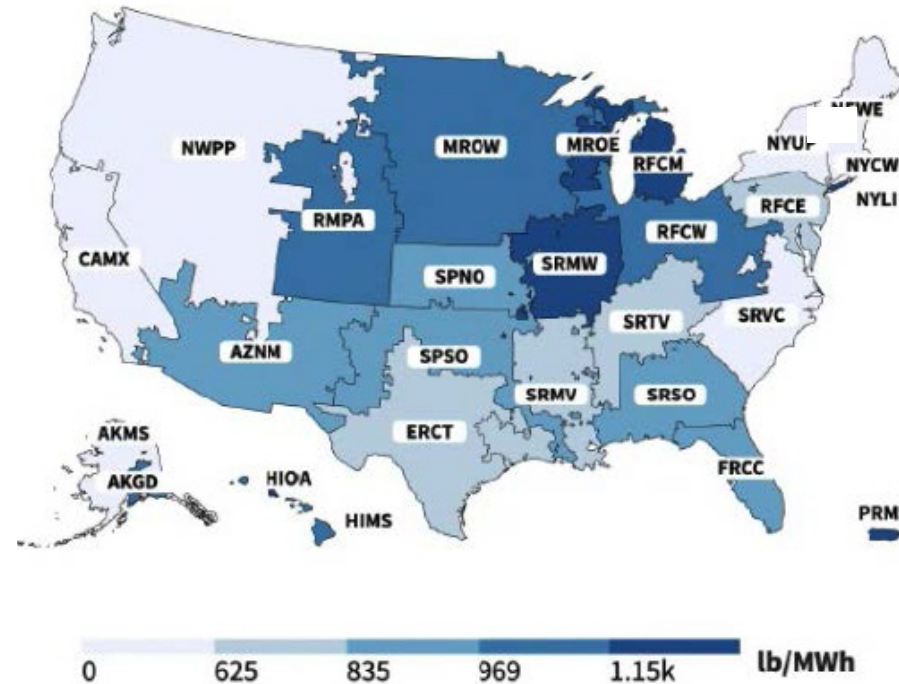 NWPP
MROW
MROE
RFCM
NYCW
NYLI
RFCE
RMPA
RFCW
CAMX
SPNO
SRMW
SRTV
SRVC
AZNM
SPSO
SRMV
SRSO
ERCT
AKMS
AKGD
HIOA
HIMS
FRCC
PRM
0 625 835 969 1.15k lb/MWh